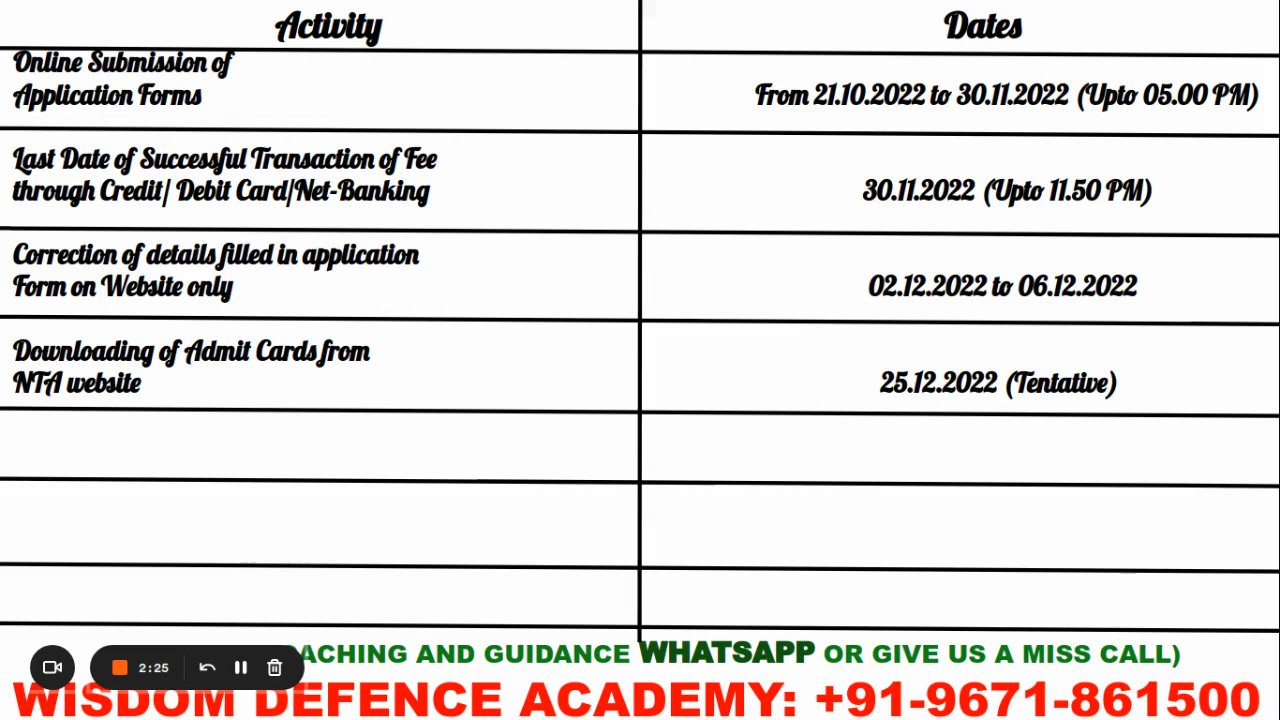 Activity
Dates
Online Submission of
Application Forms
From 21.10.2022 to 30.11.2022 (Upto 05.00 PM)
Last Date of Successful Transaction of Fee
through Credit/ Debit Card/Net-Banking
30.11.2022 (Upto 11.50 PM)
Correction of details filled in application
Form on Website only
02.12.2022 to 06.12.2022
Downloading of Admit Cards from
NTA website
25.12.2022 (Tentative)
AND GUIDANCE WHATSAPP OR GIVE US A MISS CALL)
2:25
WISDOM DEFENCE ACADEMY: +91-9671-861500